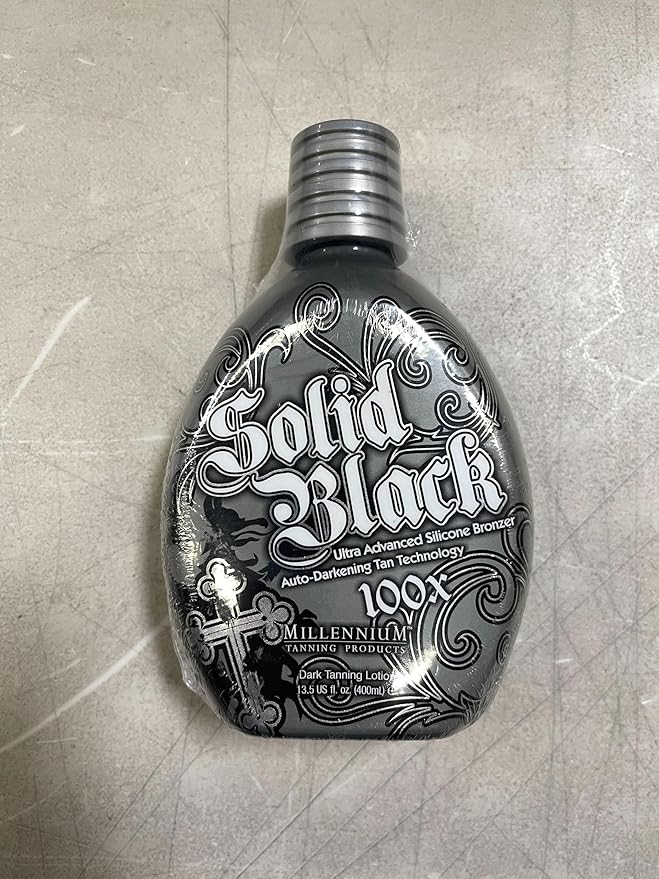 Solid
Black
Ultra Advanced Silicone Bronzer
Auto-Darkening Tan Technology
100x
MILLENNIUM™
TANNING PRODUCTS
Dark Tanning Lotion
13.5 US fl. oz. (400ml) e